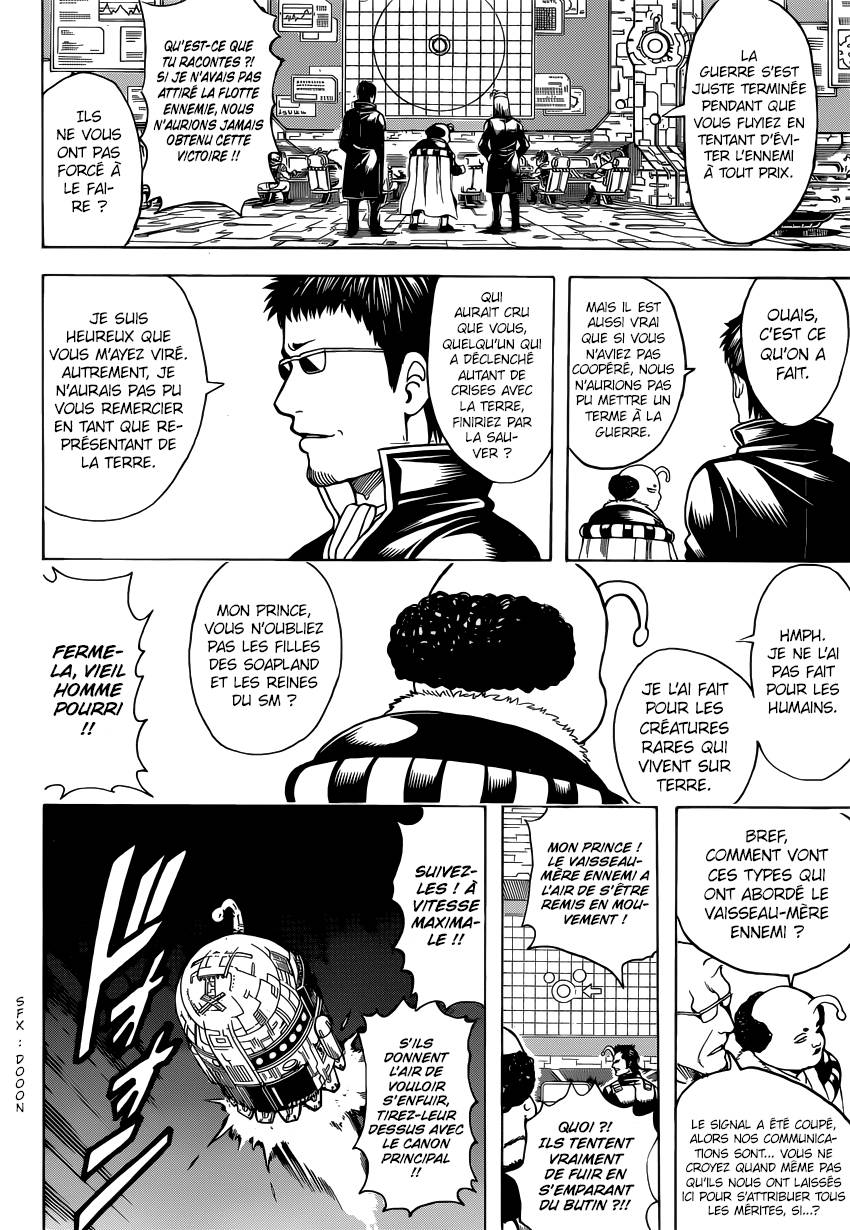 LA
GUERRE S'EST
JUSTE TERMINÉE
PENDANT QUE
VOUS FUYIEZ EN
TENTANT D'ÉVI-
TER L'ENNEMI
À TOUT PRIX.
QU'EST-CE QUE
TU RACONTES ?!
SI JE N'AVAIS PAS
ATTIRÉ LA FLOTTE
ENNEMIE, NOUS
N'AURIONS JAMAIS
OBTENU CETTE
VICTOIRE !!
ILS
NE VOUS
ONT PAS
FORCÉ À
LE FAI-
RE ?
OUAIS,
C'EST CE
QU'ON A
FAIT.
MAIS IL EST
AUSSI VRAI
QUE SI VOUS
N'AVIEZ PAS
COOPÉRÉ, NOUS
N'AURIONS PAS
PU METTRE UN
TERME À LA
GUERRE.
QUI
AURAIT CRU
QUE VOUS,
QUELQU'UN QUI
A DÉCLENCHÉ
AUTANT DE
CRISES AVEC
LA TERRE,
FINIRIEZ PAR
LA SAU-
VER ?
JE SUIS
HEUREUX QUE
VOUS M'AYEZ VIRÉ.
AUTREMENT, JE
N'AURAIS PAS PU
VOUS REMERCIER
EN TANT QUE RE-
PRÉSENTANT DE
LA TERRE.
HMPH.
JE NE L'AI
PAS FAIT
POUR LES
HUMAINS.
JE L'AI FAIT
POUR LES
CRÉATURES
RARES QUI
VIVENT SUR
TERRE.
MON PRINCE,
VOUS N'OUBLIEZ
PAS LES FILLES
DES SOAPLAND
ET LES REINES
DU SM ?
FERME-
LA, VIEIL
HOMME
POURRI
!!
BREF,
COMMENT VONT
CES TYPES QUI
ONT ABORDÉ LE
VAISSEAU-MÈRE
ENNEMI ?
LE SIGNAL A ÉTÉ COUPÉ,
ALORS NOS COMMUNICA-
TIONS SONT... VOUS NE
CROYEZ QUAND MÊME PAS
QU'ILS NOUS ONT LAISSÉS
ICI POUR S'ATTRIBUER TOUS
LES MÉRITES, SI...?
MON PRINCE !
LE VAISSEAU-
MÈRE ENNEMI A
L'AIR DE S'ÊTRE
REMIS EN MOU-
VEMENT !
QUOI ?!
ILS TENTENT
VRAIMENT
DE FUIR EN
S'EMPARANT
DU BUTIN ?!!
SUIVEZ-
LES ! À
VITESSE
MAXIMA-
LE !!
S'ILS
DONNENT
L'AIR DE
VOULOIR
S'ENFUIR,
TIREZ-LEUR
DESSUS AVEC
LE CANON
PRINCIPAL
!!
ドドン
SFX : DOOON